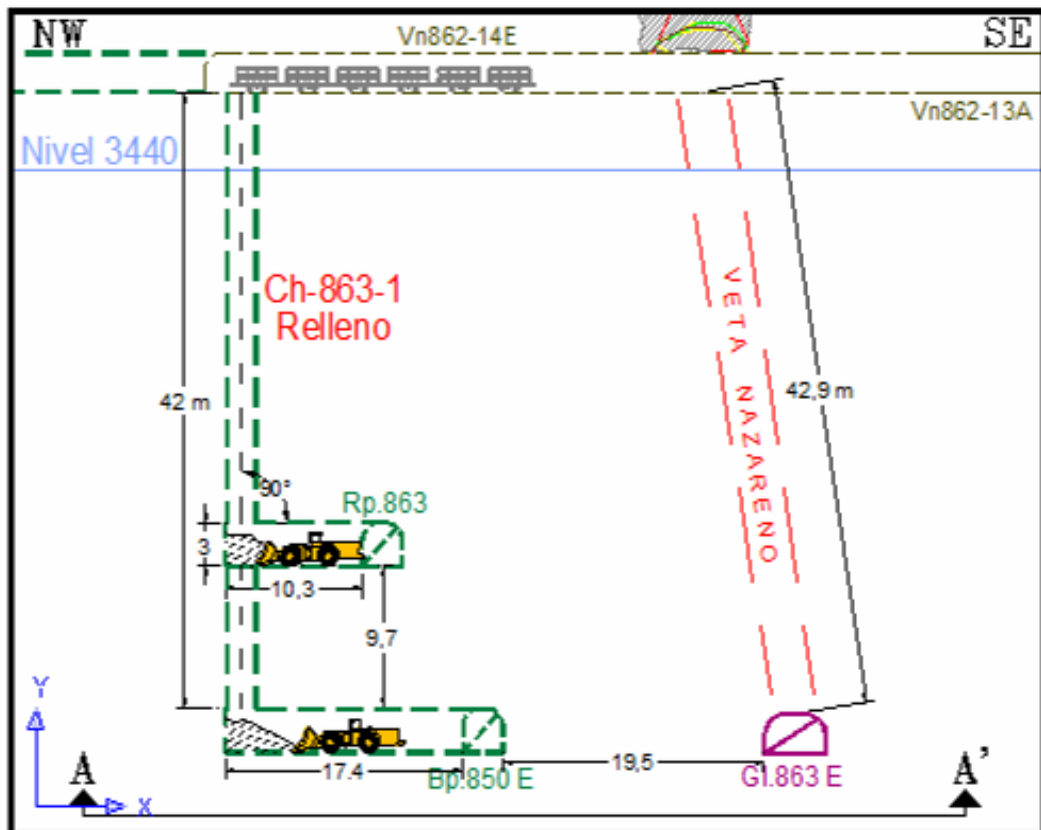 NW
Vn862-14E
SE
Vn862-13A
Nivel 3440
Ch-863-1
Relleno
VETA NAZARENO
42 m
42,9 m
90°
Rp.863
3
10,3
9,7
Y
17.4
Bp.850 E
19,5
Gl.863 E
A
X
A'